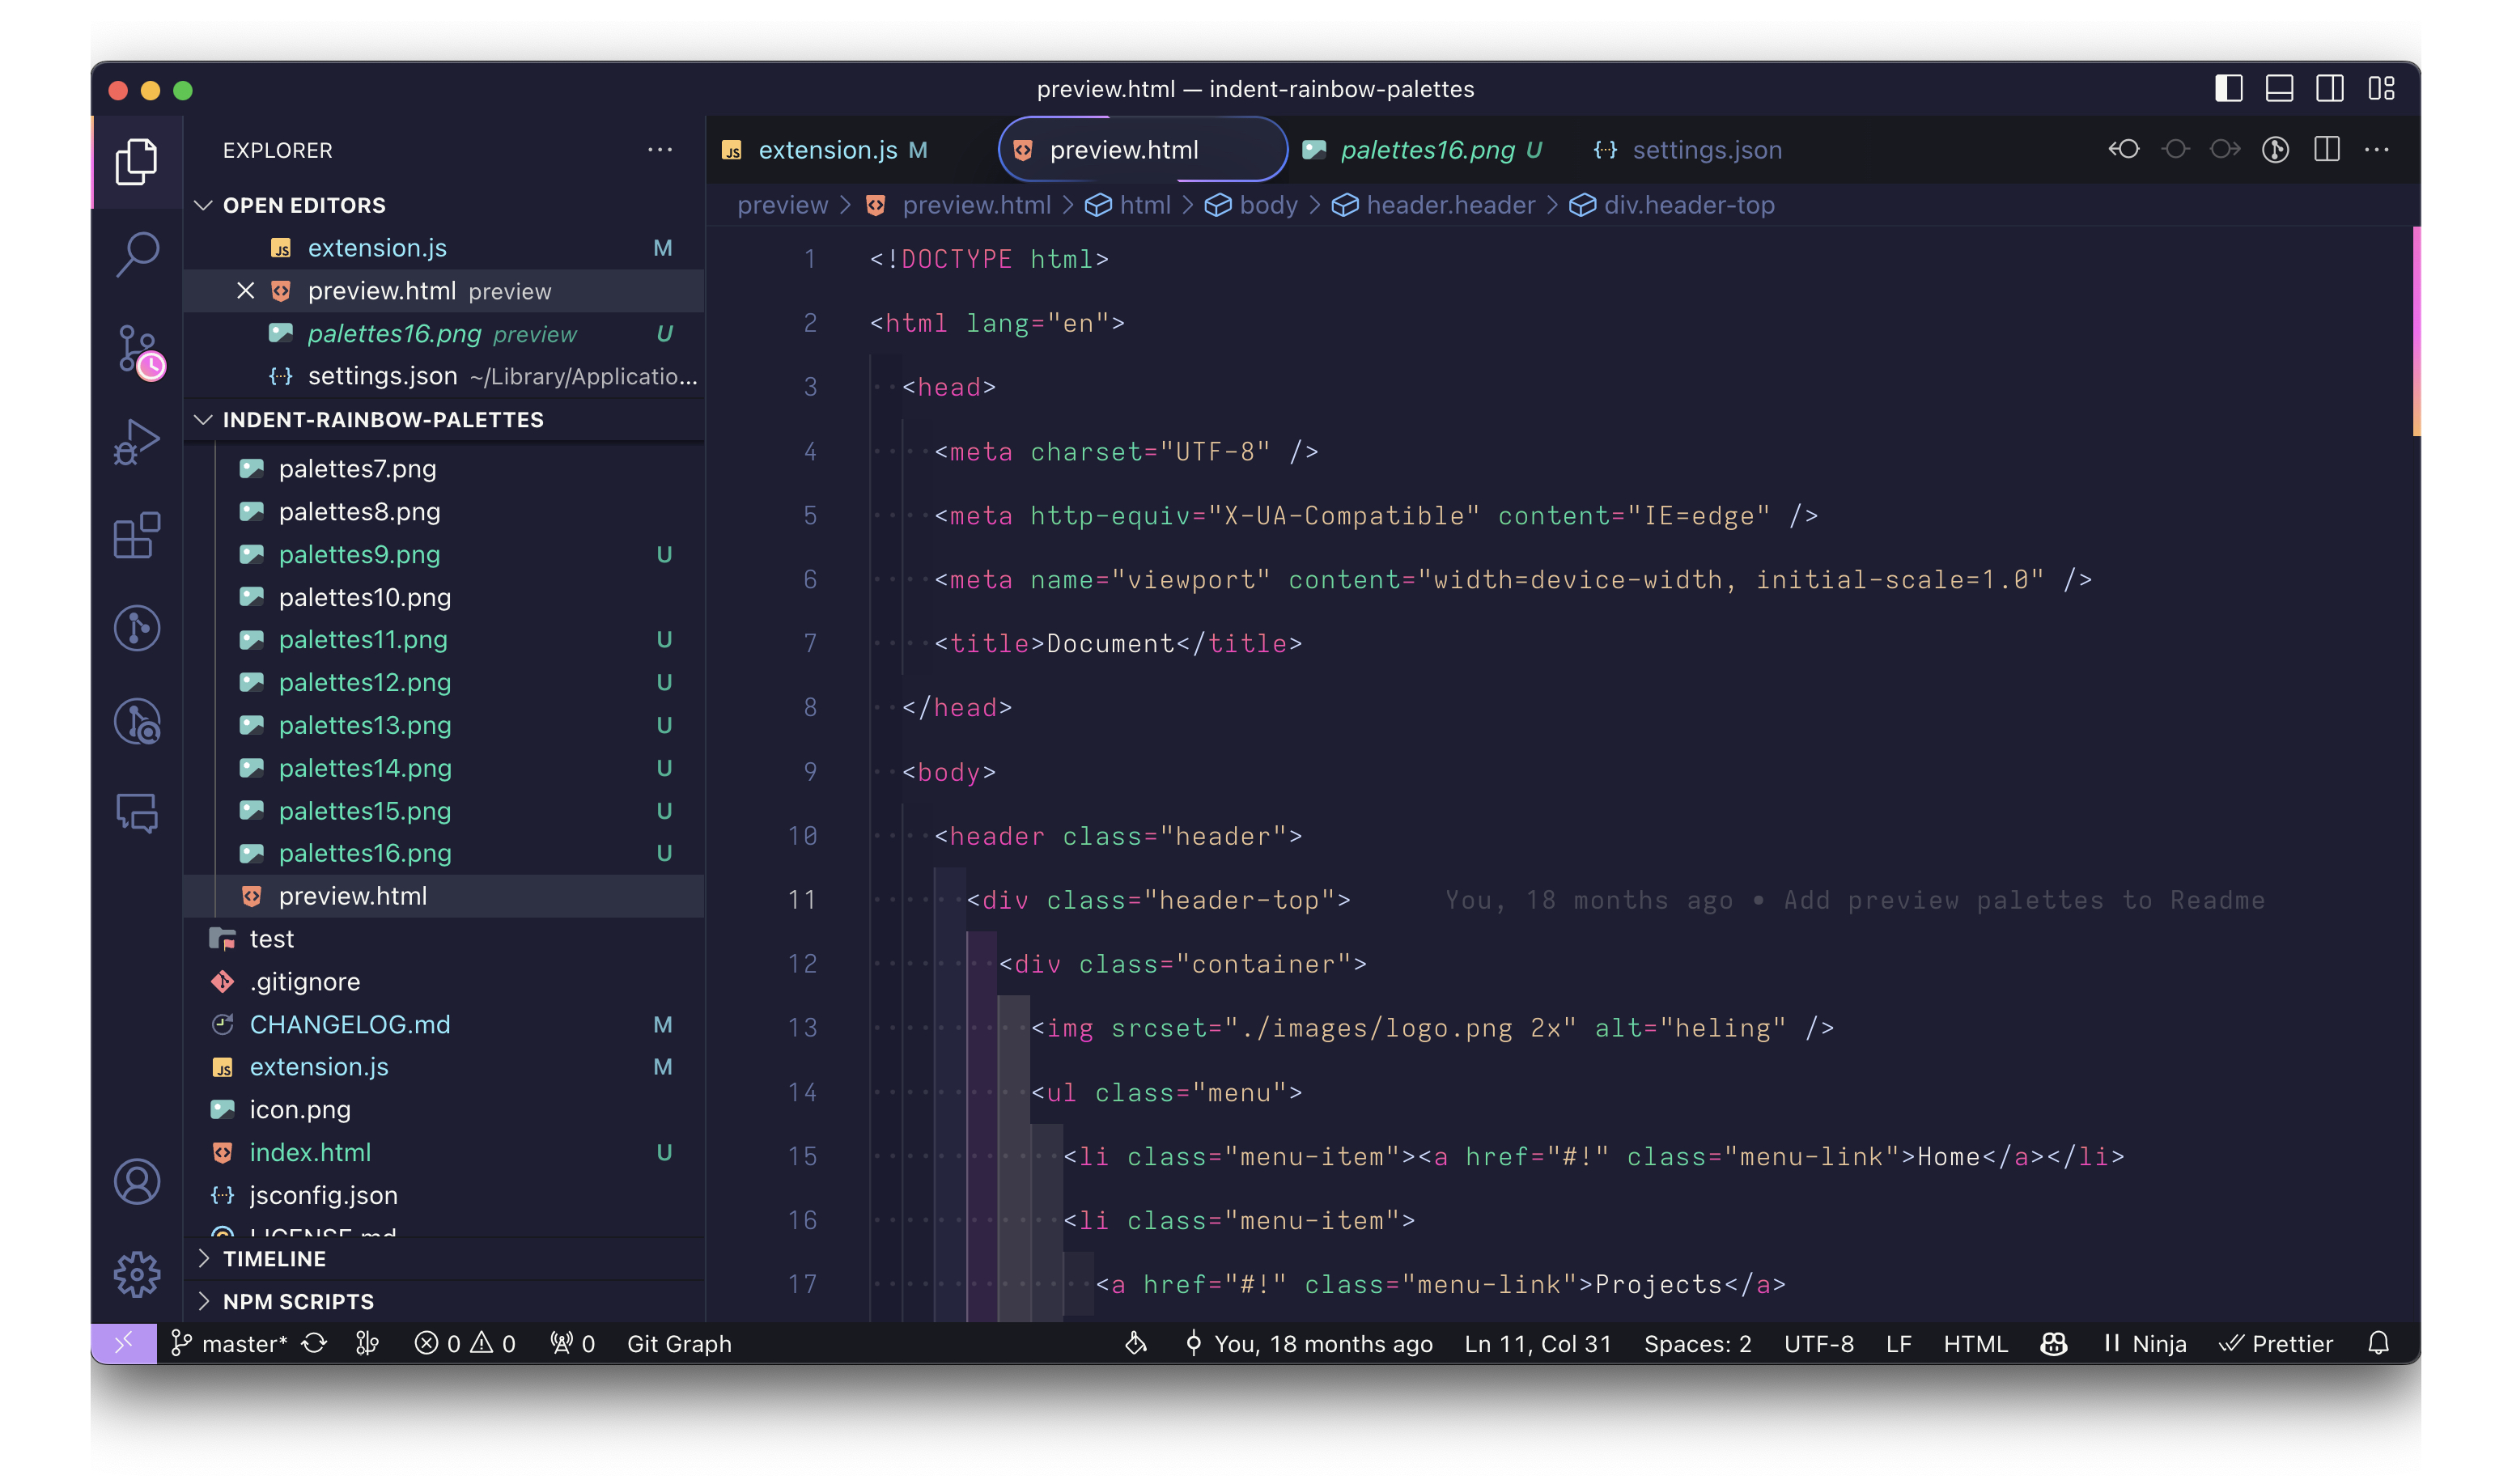 preview.html — indent-rainbow-palettes
EXPLORER
OPEN EDITORS
extension.js M
preview.html preview
palettes16.png preview U
settings.json ~/Library/Applicatio...
INDENT-RAINBOW-PALETTES
palettes7.png
palettes8.png
palettes9.png U
palettes10.png
palettes11.png U
palettes12.png U
palettes13.png U
palettes14.png U
palettes15.png U
palettes16.png U
preview.html
test
.gitignore
CHANGELOG.md M
extension.js M
icon.png
index.html U
jsconfig.json
LICENSE.md
TIMELINE
NPM SCRIPTS
extension.js M preview.html palettes16.png U settings.json
preview > preview.html > html > body > header.header > div.header-top
1 <!DOCTYPE html>
2 <html lang="en">
3 <head>
4 <meta charset="UTF-8" />
5 <meta http-equiv="X-UA-Compatible" content="IE=edge" />
6 <meta name="viewport" content="width=device-width, initial-scale=1.0" />
7 <title>Document</title>
8 </head>
9 <body>
10 <header class="header">
11 <div class="header-top"> You, 18 months ago • Add preview palettes to Readme
12 <div class="container">
13 <img srcset="./images/logo.png 2x" alt="heling" />
14 <ul class="menu">
15 <li class="menu-item"><a href="#!" class="menu-link">Home</a></li>
16 <li class="menu-item">
17 <a href="#!" class="menu-link">Projects</a>
master* 0 0 0 Git Graph You, 18 months ago Ln 11, Col 31 Spaces: 2 UTF-8 LF HTML Ninja Prettier